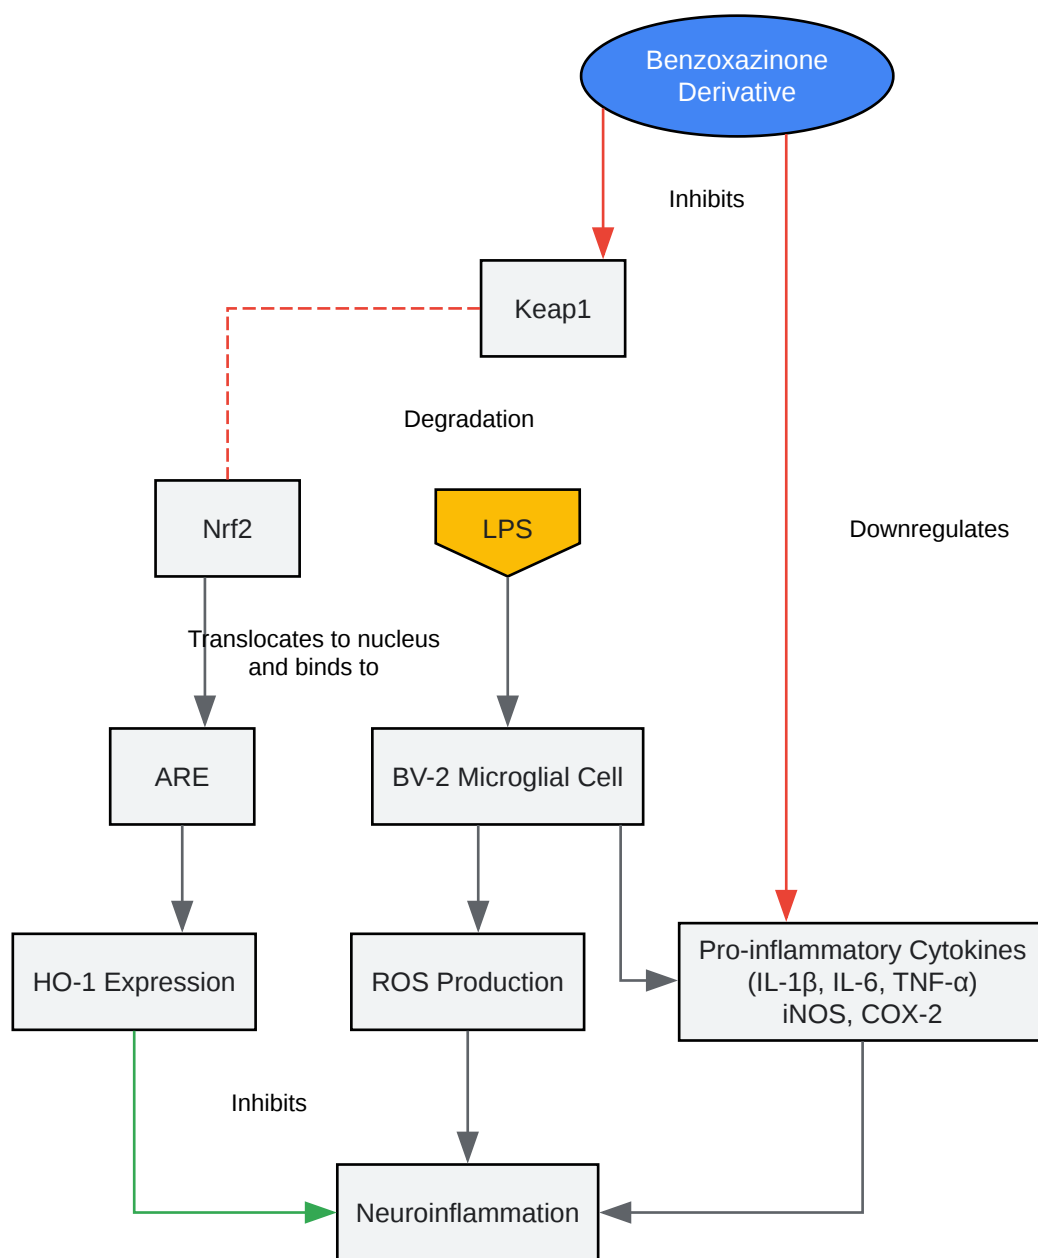 Benzoxazinone
Derivative
Inhibits
Keap1
Degradation
Nrf2
LPS
Downregulates
Translocates to nucleus
and binds to
ARE
BV-2 Microglial Cell
HO-1 Expression
ROS Production
Pro-inflammatory Cytokines
(IL-1β, IL-6, TNF-α)
iNOS, COX-2
Inhibits
Neuroinflammation